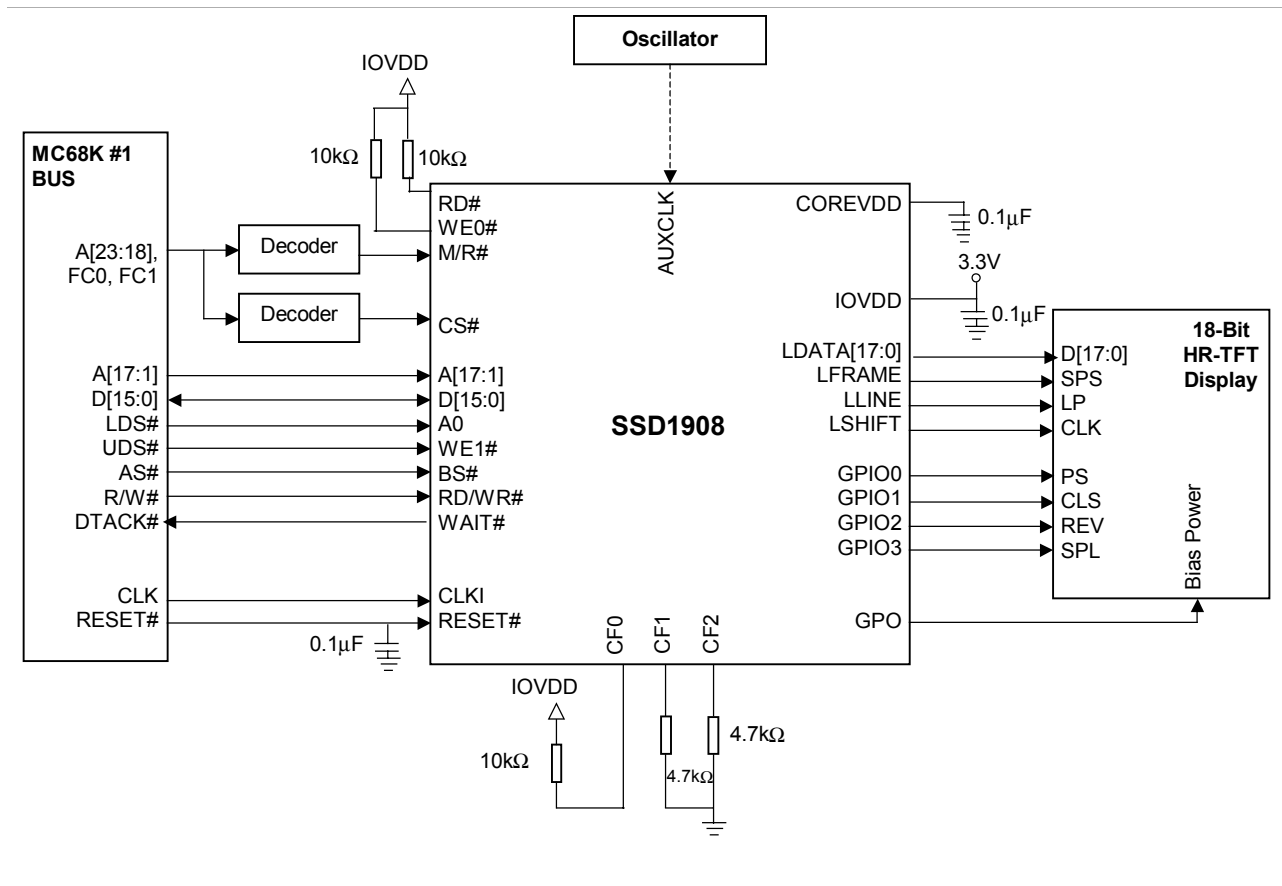 Oscillator
IOVDD
MC68K #1
BUS
10kΩ
10kΩ
RD#
WE0#
M/R#
AUXCLK
COREVDD
0.1µF
A[23:18],
FC0, FC1
Decoder
3.3V
Decoder
CS#
IOVDD
0.1µF
18-Bit
HR-TFT
Display
A[17:1]
D[15:0]
LDS#
UDS#
AS#
R/W#
DTACK#
A[17:1]
D[15:0]
A0
WE1#
BS#
RD/WR#
WAIT#
SSD1908
LDATA[17:0]
LFRAME
LLINE
LSHIFT
D[17:0]
SPS
LP
CLK
GPIO0
GPIO1
GPIO2
GPIO3
PS
CLS
REV
SPL
Bias Power
CLK
RESET#
CLKI
RESET#
GPO
0.1µF
CF0
CF1
CF2
IOVDD
10kΩ
4.7kΩ
4.7kΩ